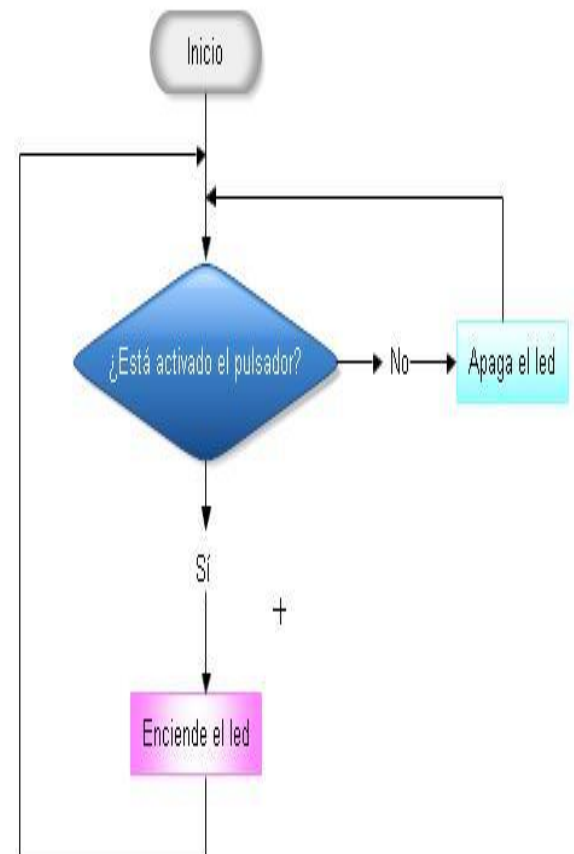 Inicio
¿Está activado el pulsador?
No
Apaga el led
Sí
+
Enciende el led